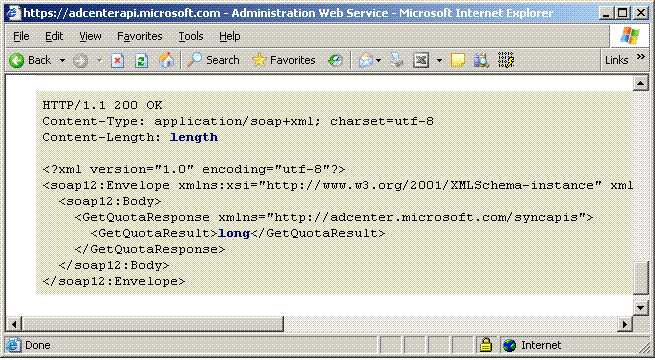 https://adcenterapi.microsoft.com - Administration Web Service - Microsoft Internet Explorer
File Edit View Favorites Tools Help
Back Search Favorites Links »
HTTP/1.1 200 OK
Content-Type: application/soap+xml; charset=utf-8
Content-Length: length
<?xml version="1.0" encoding="utf-8"?>
<soap12:Envelope xmlns:xsi="http://www.w3.org/2001/XMLSchema-instance" xml
<soap12:Body>
<GetQuotaResponse xmlns="http://adcenter.microsoft.com/syncapis">
<GetQuotaResult>long</GetQuotaResult>
</GetQuotaResponse>
</soap12:Body>
</soap12:Envelope>
Done Internet